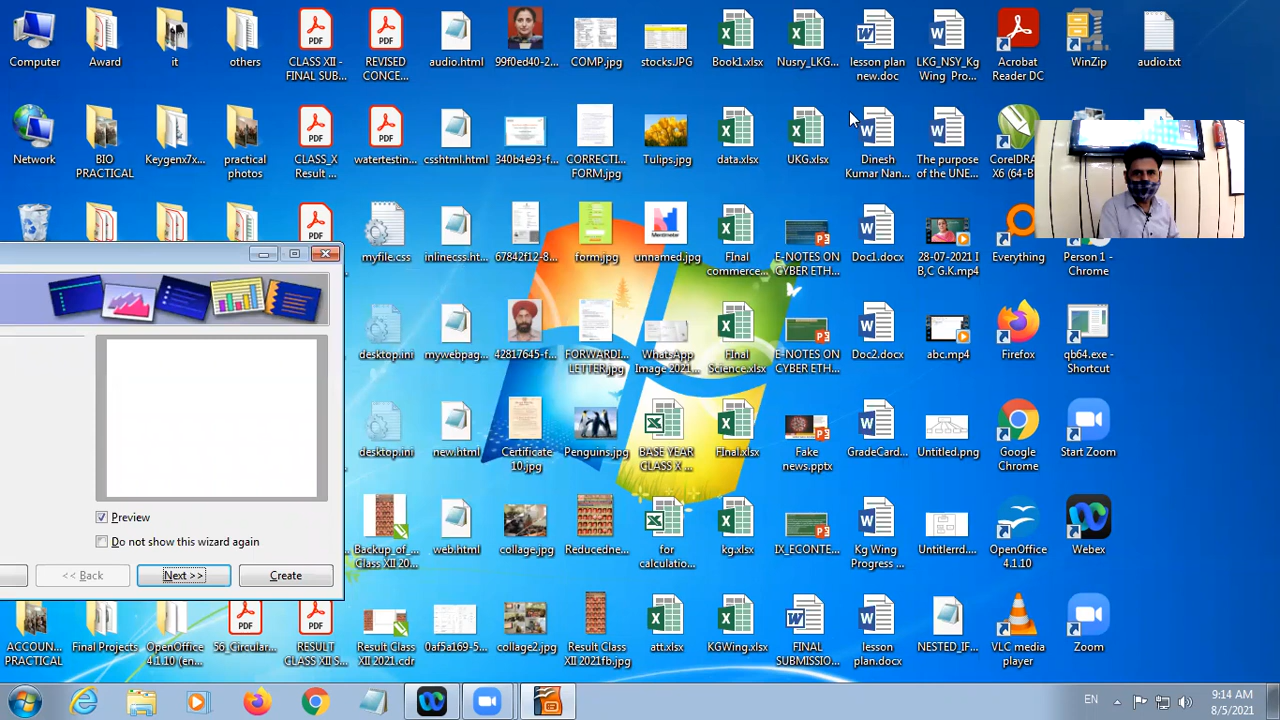 Computer
Award
it
others
CLASS XII -
FINAL SUB...
REVISED
CONCE...
audio.html
99f0ed40-2...
COMP.jpg
stocks.JPG
Book1.xlsx
Nusry_LKG...
lesson plan
new.doc
LKG_NSY_Kg
Wing_Pro...
Acrobat
Reader DC
WinZip
audio.txt
Network
BIO
PRACTICAL
Keygenx7x...
practical
photos
CLASS_X
Result ...
watertestin...
csshtml.html
340b4e93-f...
CORRECTI...
FORM.jpg
Tulips.jpg
data.xlsx
UKG.xlsx
Dinesh
Kumar Nan...
The purpose
of the UNE...
CorelDRA
X6 (64-B
myfile.css
inlinecss.ht...
67842f12-8...
form.jpg
unnamed.jpg
FInal
commerce...
E-NOTES ON
CYBER ETH...
Doc1.docx
28-07-2021 I
B,C G.K.mp4
Everything
Person 1 -
Chrome
desktop.ini
mywebpag...
42817645-f...
FORWARDI...
LETTER.jpg
WhatsApp
Image 2021...
FInal
Science.xlsx
E-NOTES ON
CYBER ETH...
Doc2.docx
abc.mp4
Firefox
qb64.exe -
Shortcut
desktop.ini
new.html
Certificate
10.jpg
Penguins.jpg
BASE YEAR
CLASS X ...
FInal.xlsx
Fake
news.pptx
GradeCard...
Untitled.png
Google
Chrome
Start Zoom
Preview
Do not show this wizard again
<< Back
Next >>
Create
Backup_of_...
Class XII 20...
web.html
collage.jpg
Reducedne...
for
calculatio...
kg.xlsx
IX_ECONTE...
Kg Wing
Progress ...
Untitlerrd....
OpenOffice
4.1.10
Webex
ACCOUN...
PRACTICAL
Final Projects
OpenOffice
4.1.10 (en...
56_Circular...
RESULT
CLASS XII S...
Result Class
XII 2021.cdr
0af5a169-5...
collage2.jpg
Result Class
XII 2021fb.jpg
att.xlsx
KGWing.xlsx
FINAL
SUBMISSIO...
lesson
plan.docx
NESTED_IF...
VLC media
player
Zoom
EN
9:14 AM
8/5/2021